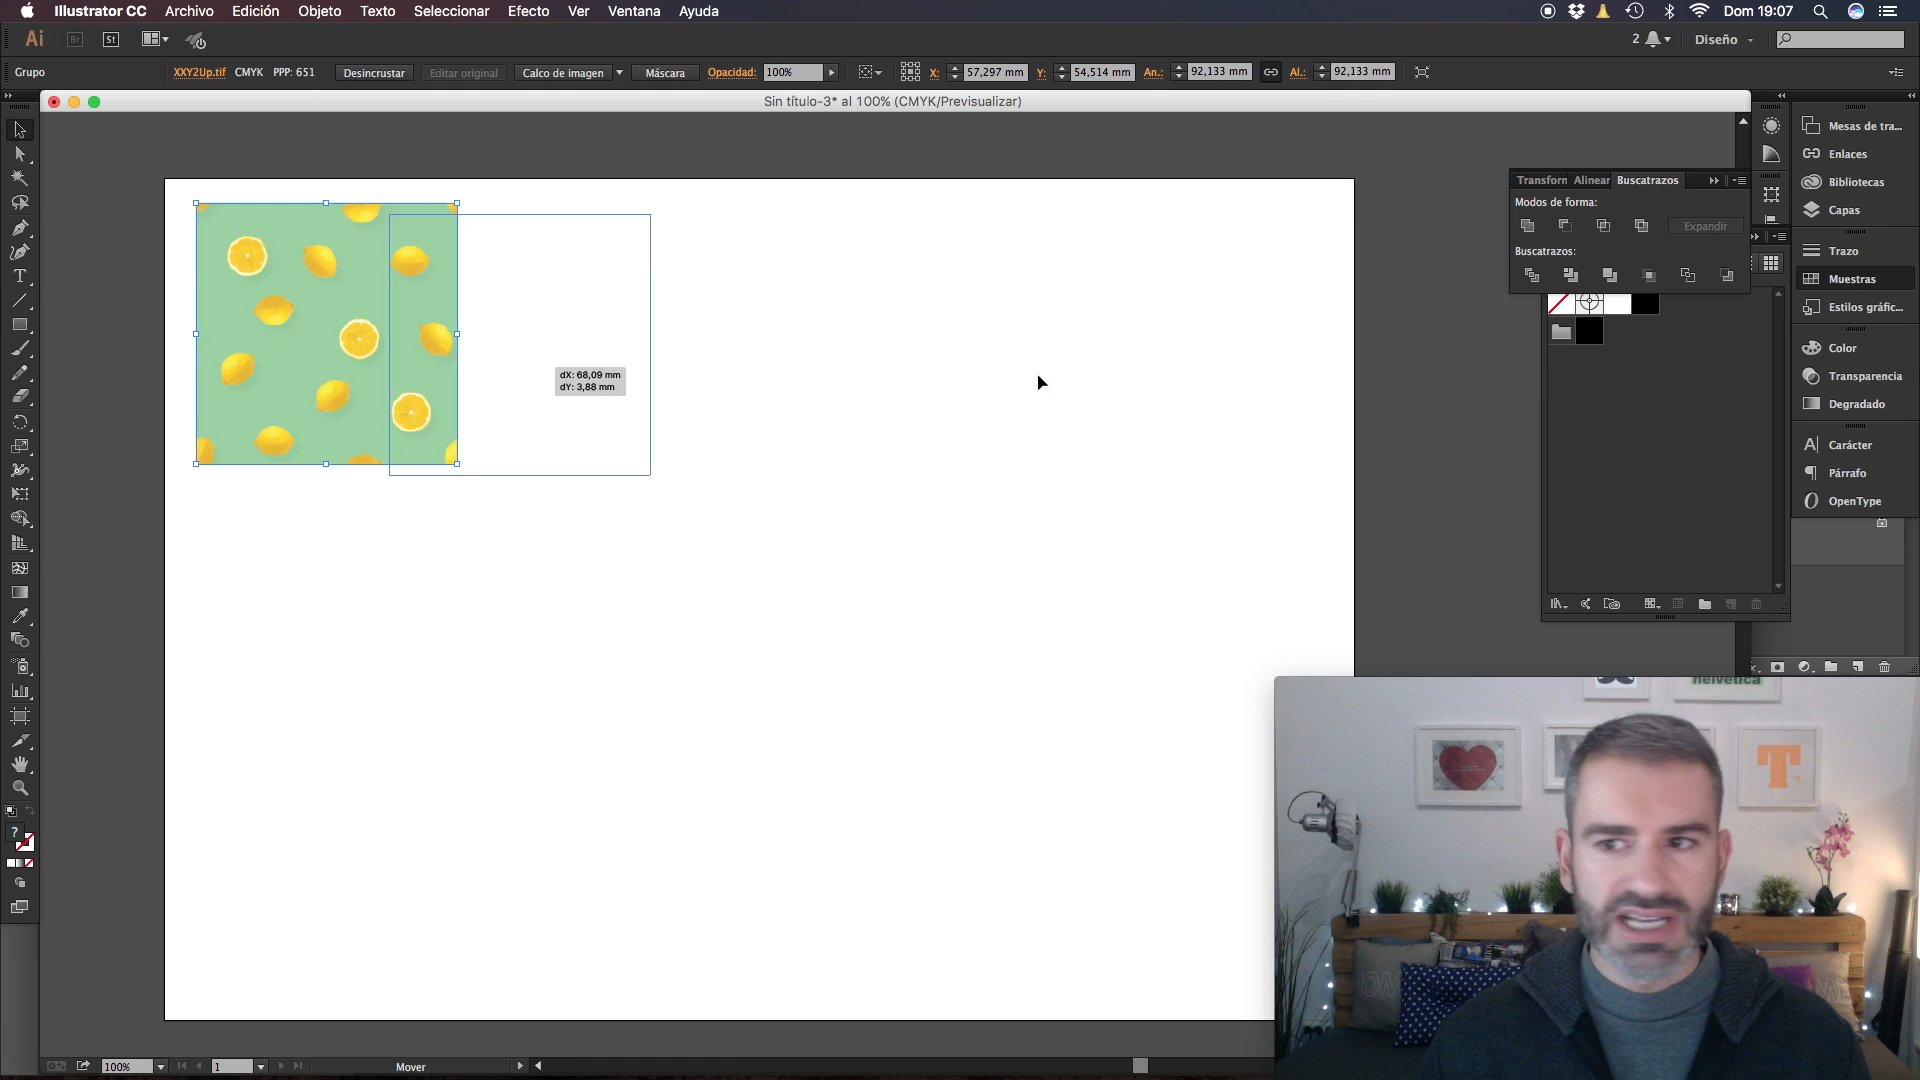 Illustrator CC Archivo Edición Objeto Texto Seleccionar Efecto Ver Ventana Ayuda Dom 19:07
Ai Br St 2 Diseño
Grupo XXY2Up.tif CMYK PPP: 651 Desincrustar Editar original Calco de imagen Máscara Opacidad: 100% X: 57,297 mm Y: 54,514 mm An.: 92,133 mm Al.: 92,133 mm
Sin título-3* al 100% (CMYK/Previsualizar)
Mesas de tra...
Enlaces
Bibliotecas
Capas
Trazo
Muestras
Estilos gráfic...
Color
Transparencia
Degradado
Carácter
Párrafo
OpenType
Transforn Alinear Buscatrazos
Modos de forma:
Expandir
Buscatrazos:
dX: 68,09 mm
dY: 3,88 mm
helvetica
T
HOME
100% 1 Mover